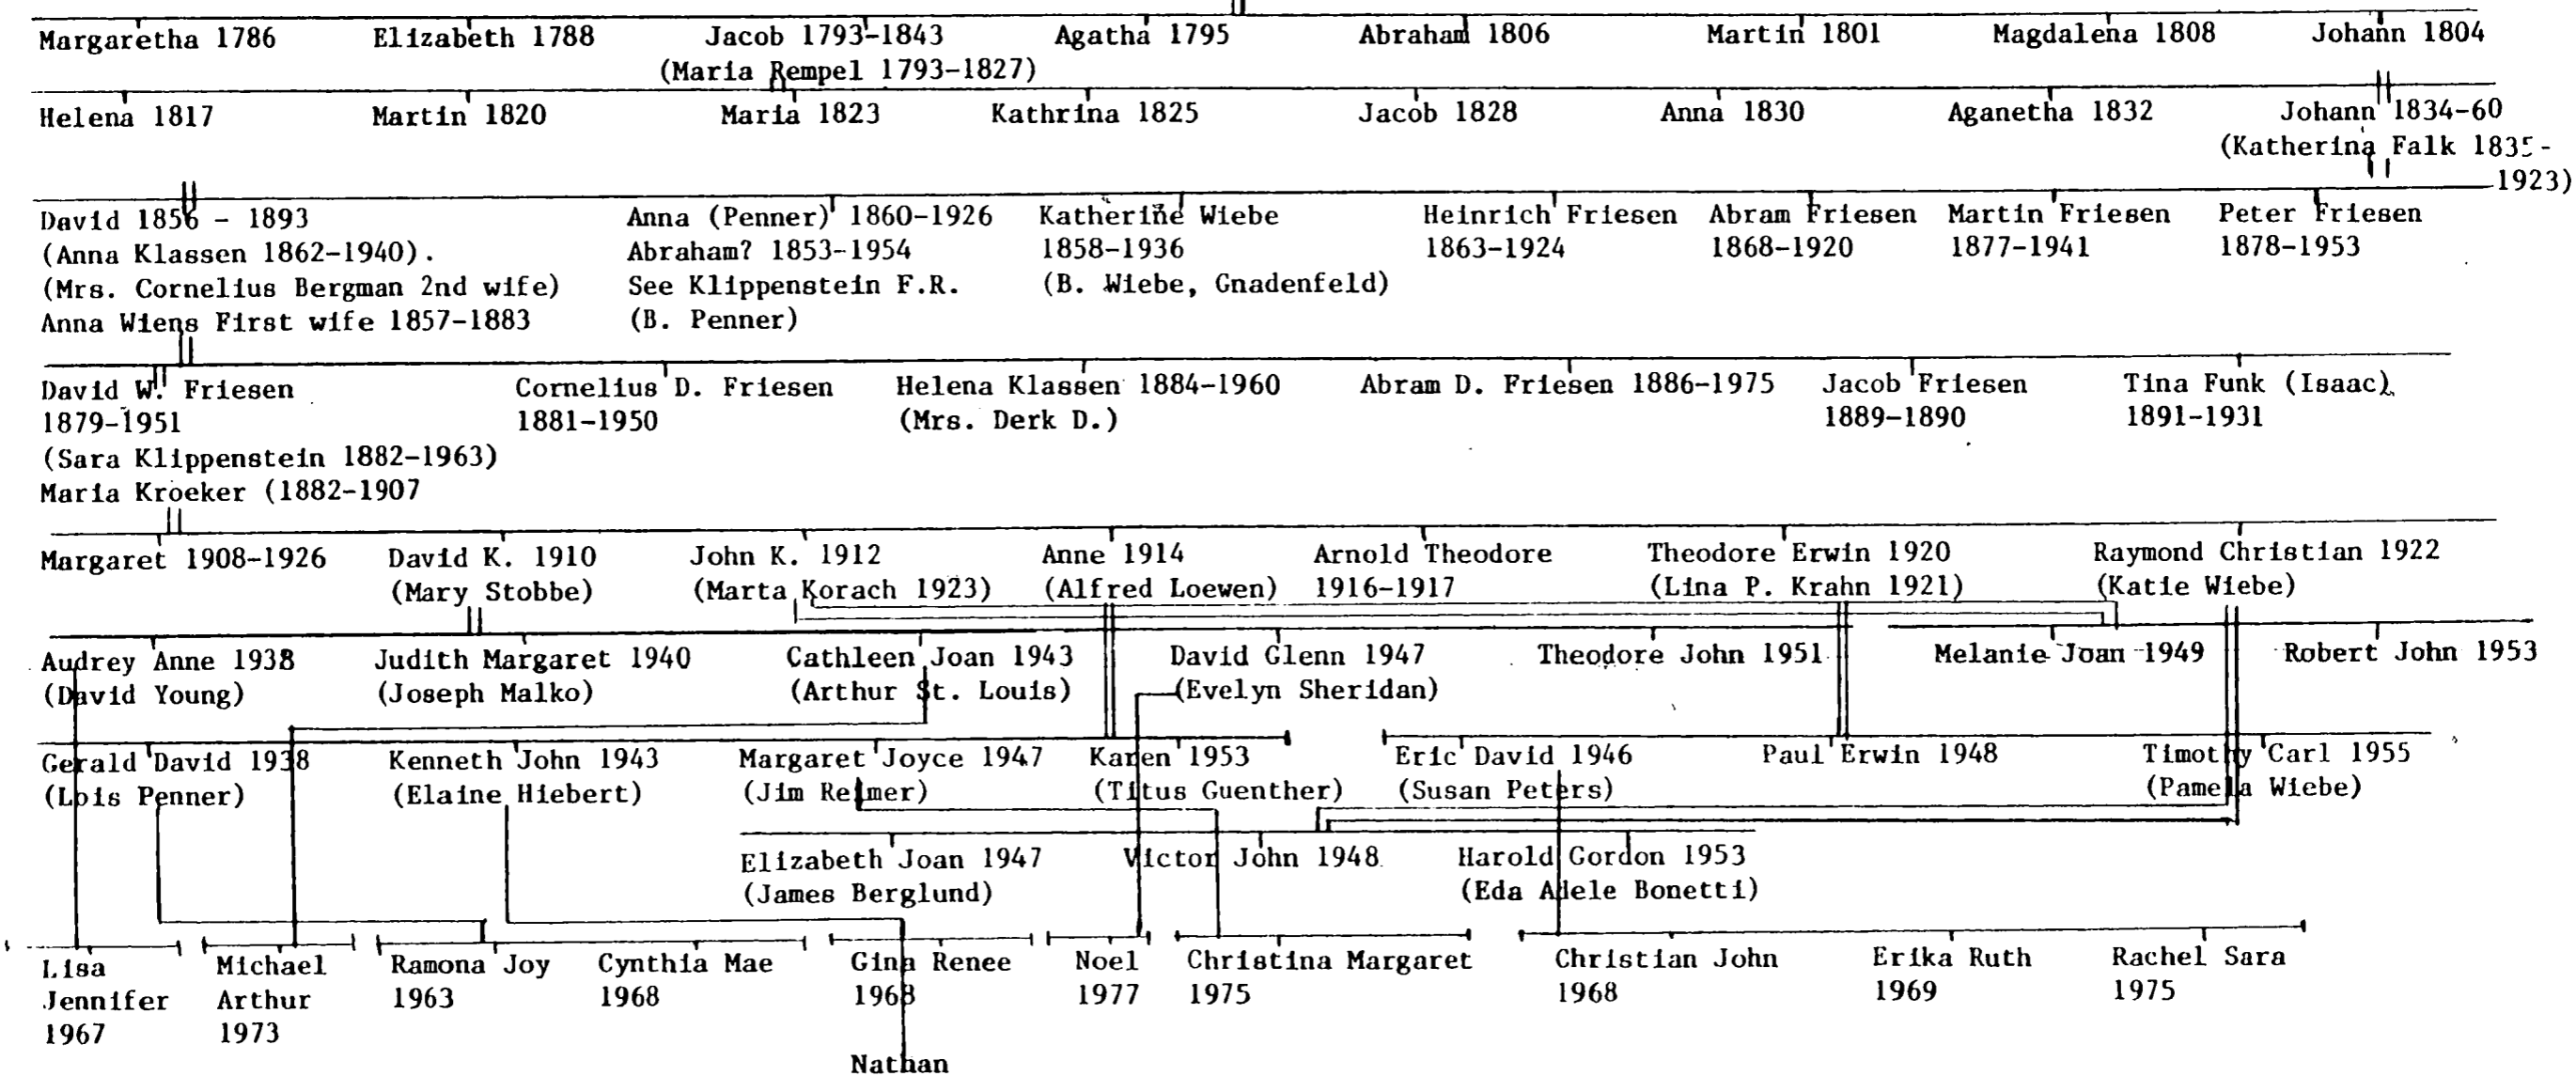 Margaretha 1786 Elizabeth 1788 Jacob 1793-1843 Agatha 1795 Abraham 1806 Martin 1801 Magdalena 1808 Johann 1804
(Maria Rempel 1793-1827)
Helena 1817 Martin 1820 Maria 1823 Kathrina 1825 Jacob 1828 Anna 1830 Aganetha 1832 Johann 1834-60
(Katherina Falk 1835-
1923)
David 1856 - 1893 Anna (Penner) 1860-1926 Katherine Wiebe Heinrich Friesen Abram Friesen Martin Friesen Peter Friesen
(Anna Klassen 1862-1940). Abraham? 1853-1954 1858-1936 1863-1924 1868-1920 1877-1941 1878-1953
(Mrs. Cornelius Bergman 2nd wife) See Klippenstein F.R. (B. Wiebe, Gnadenfeld)
Anna Wiens First wife 1857-1883 (B. Penner)
David W. Friesen Cornelius D. Friesen Helena Klassen 1884-1960 Abram D. Friesen 1886-1975 Jacob Friesen Tina Funk (Isaac)
1879-1951 1881-1950 (Mrs. Derk D.) 1889-1890 1891-1931
(Sara Klippenstein 1882-1963)
Maria Kroeker (1882-1907
Margaret 1908-1926 David K. 1910 John K. 1912 Anne 1914 Arnold Theodore Theodore Erwin 1920 Raymond Christian 1922
(Mary Stobbe) (Marta Korach 1923) (Alfred Loewen) 1916-1917 (Lina P. Krahn 1921) (Katie Wiebe)
Audrey Anne 1938 Judith Margaret 1940 Cathleen Joan 1943 David Glenn 1947 Theodore John 1951 Melanie Joan 1949 Robert John 1953
(David Young) (Joseph Malko) (Arthur St. Louis) (Evelyn Sheridan)
Gerald David 1938 Kenneth John 1943 Margaret Joyce 1947 Karen 1953 Eric David 1946 Paul Erwin 1948 Timothy Carl 1955
(Lois Penner) (Elaine Hiebert) (Jim Reimer) (Titus Guenther) (Susan Peters) (Pamela Wiebe)
Elizabeth Joan 1947 Victor John 1948 Harold Gordon 1953
(James Berglund) (Eda Adele Bonetti)
Lisa Michael Ramona Joy Cynthia Mae Gina Renee Noel Christina Margaret Christian John Erika Ruth Rachel Sara
Jennifer Arthur 1963 1968 1968 1977 1975 1968 1969 1975
1967 1973
Nathan